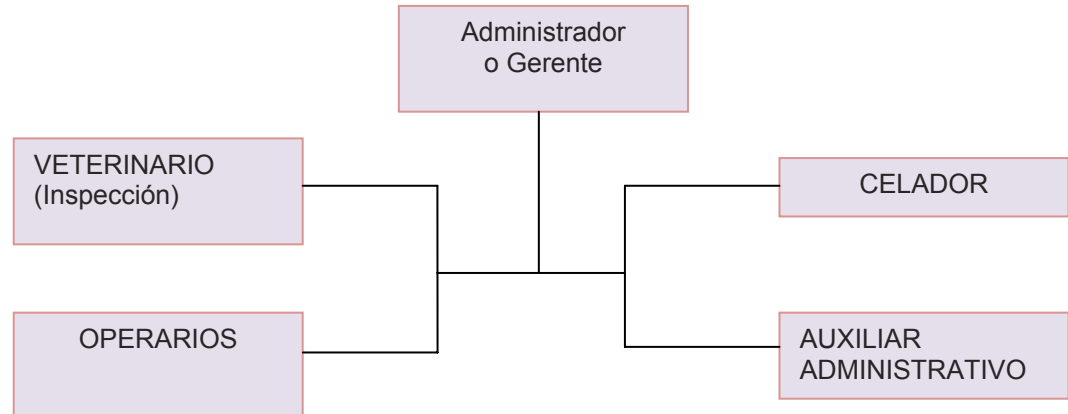 Administrador
o Gerente
VETERINARIO
(Inspección)
CELADOR
OPERARIOS
AUXILIAR
ADMINISTRATIVO